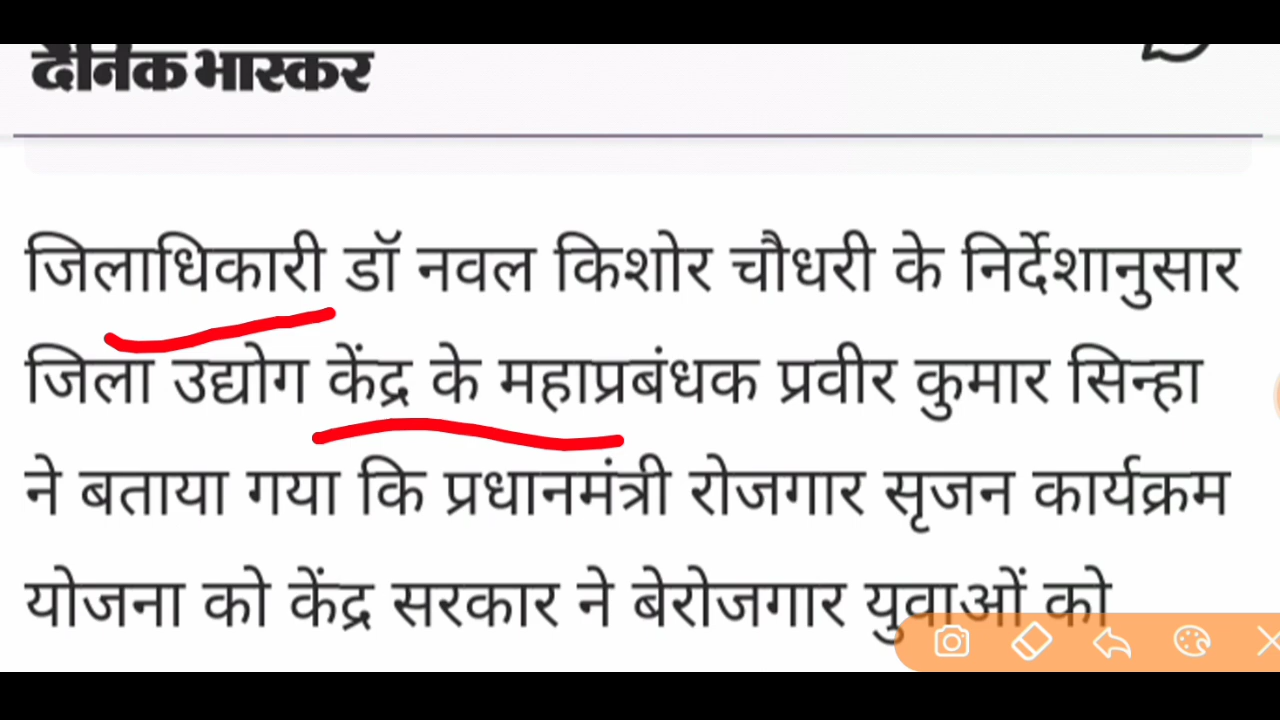 दैनिक भास्कर
जिलाधिकारी डॉ नवल किशोर चौधरी के निर्देशानुसार
जिला उद्योग केंद्र के महाप्रबंधक प्रवीर कुमार सिन्हा
ने बताया गया कि प्रधानमंत्री रोजगार सृजन कार्यक्रम
योजना को केंद्र सरकार ने बेरोजगार युवाओं को